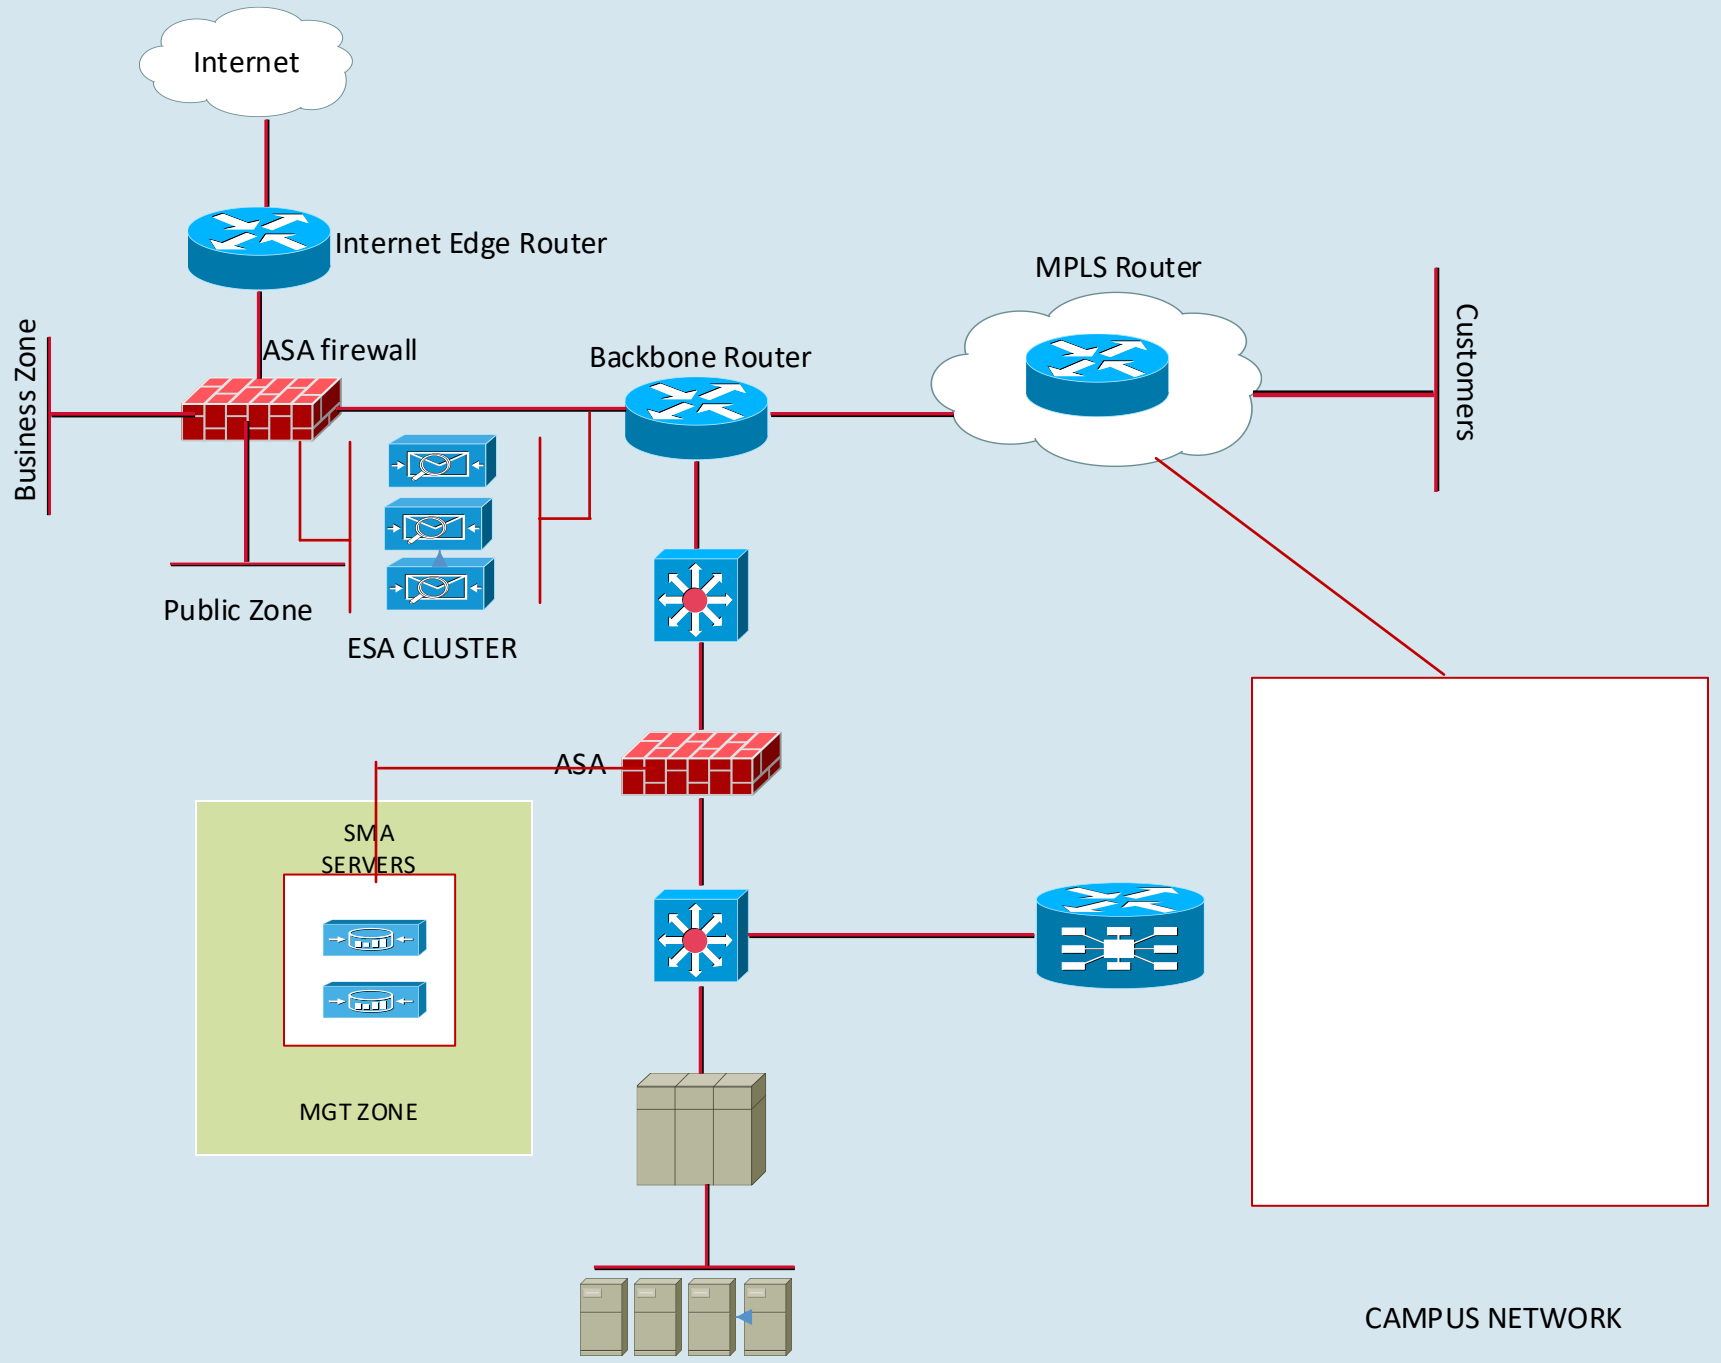 Internet
Internet Edge Router
MPLS Router
Business Zone
ASA firewall
Backbone Router
Customers
Public Zone
ESA CLUSTER
ASA
SMA
SERVERS
MGT ZONE
CAMPUS NETWORK